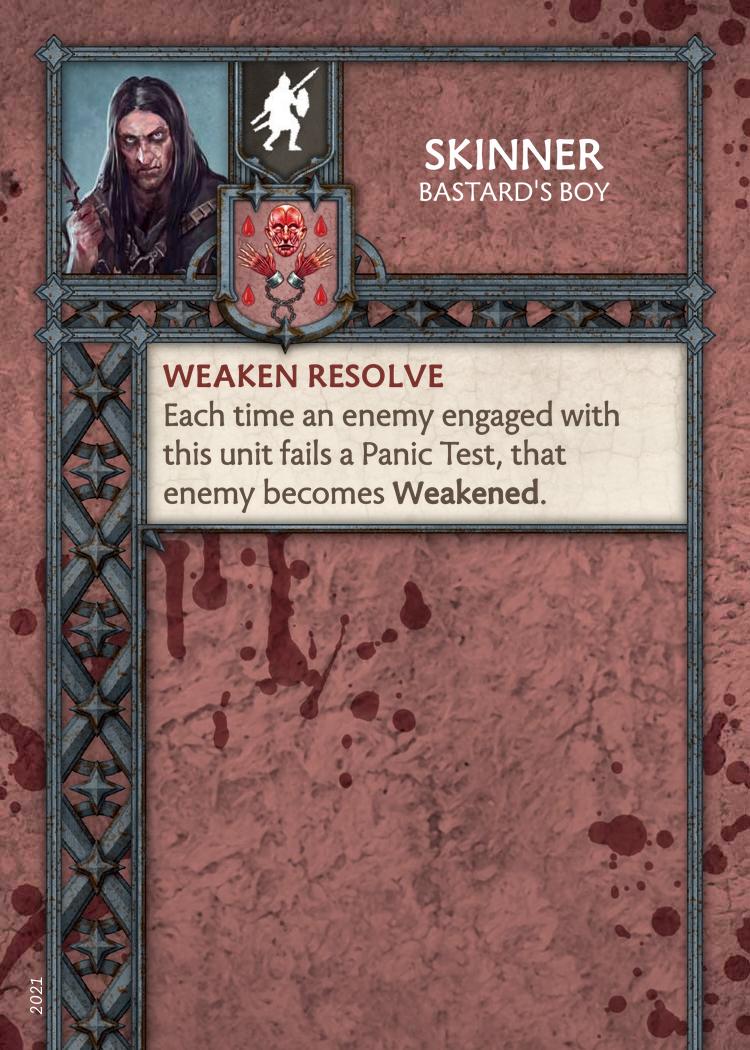 SKINNER
BASTARD'S BOY
WEAKEN RESOLVE
Each time an enemy engaged with
this unit fails a Panic Test, that
enemy becomes Weakened.
2021